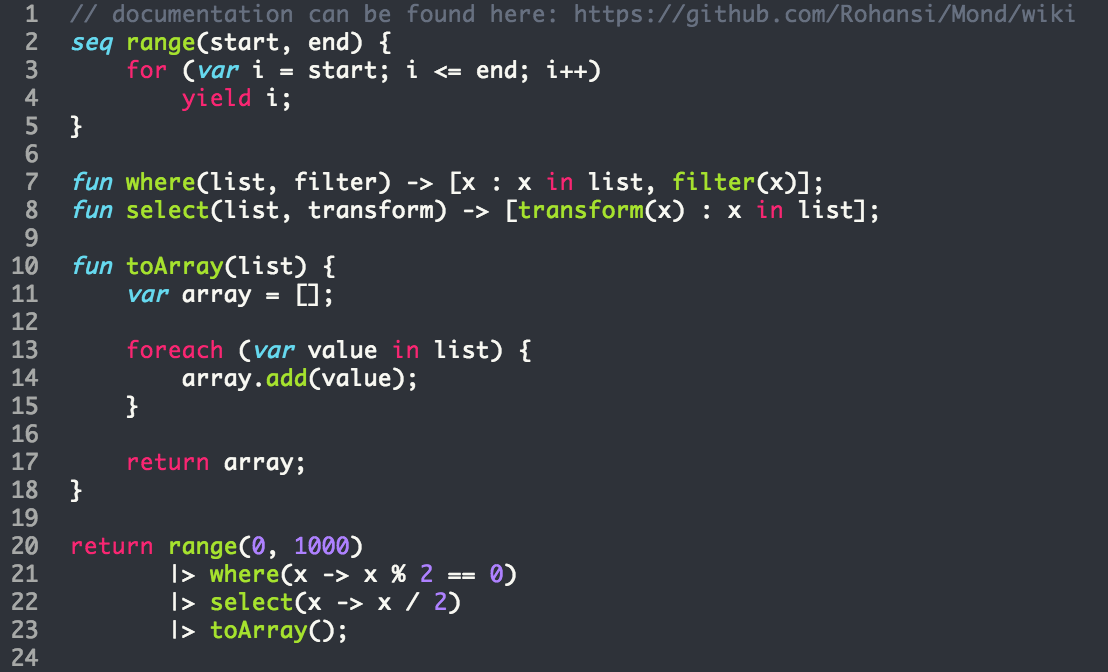 1 // documentation can be found here: https://github.com/Rohansi/Mond/wiki
2 seq range(start, end) {
3     for (var i = start; i <= end; i++)
4         yield i;
5 }
6
7 fun where(list, filter) -> [x : x in list, filter(x)];
8 fun select(list, transform) -> [transform(x) : x in list];
9
10 fun toArray(list) {
11     var array = [];
12
13     foreach (var value in list) {
14         array.add(value);
15     }
16
17     return array;
18 }
19
20 return range(0, 1000)
21        |> where(x -> x % 2 == 0)
22        |> select(x -> x / 2)
23        |> toArray();
24